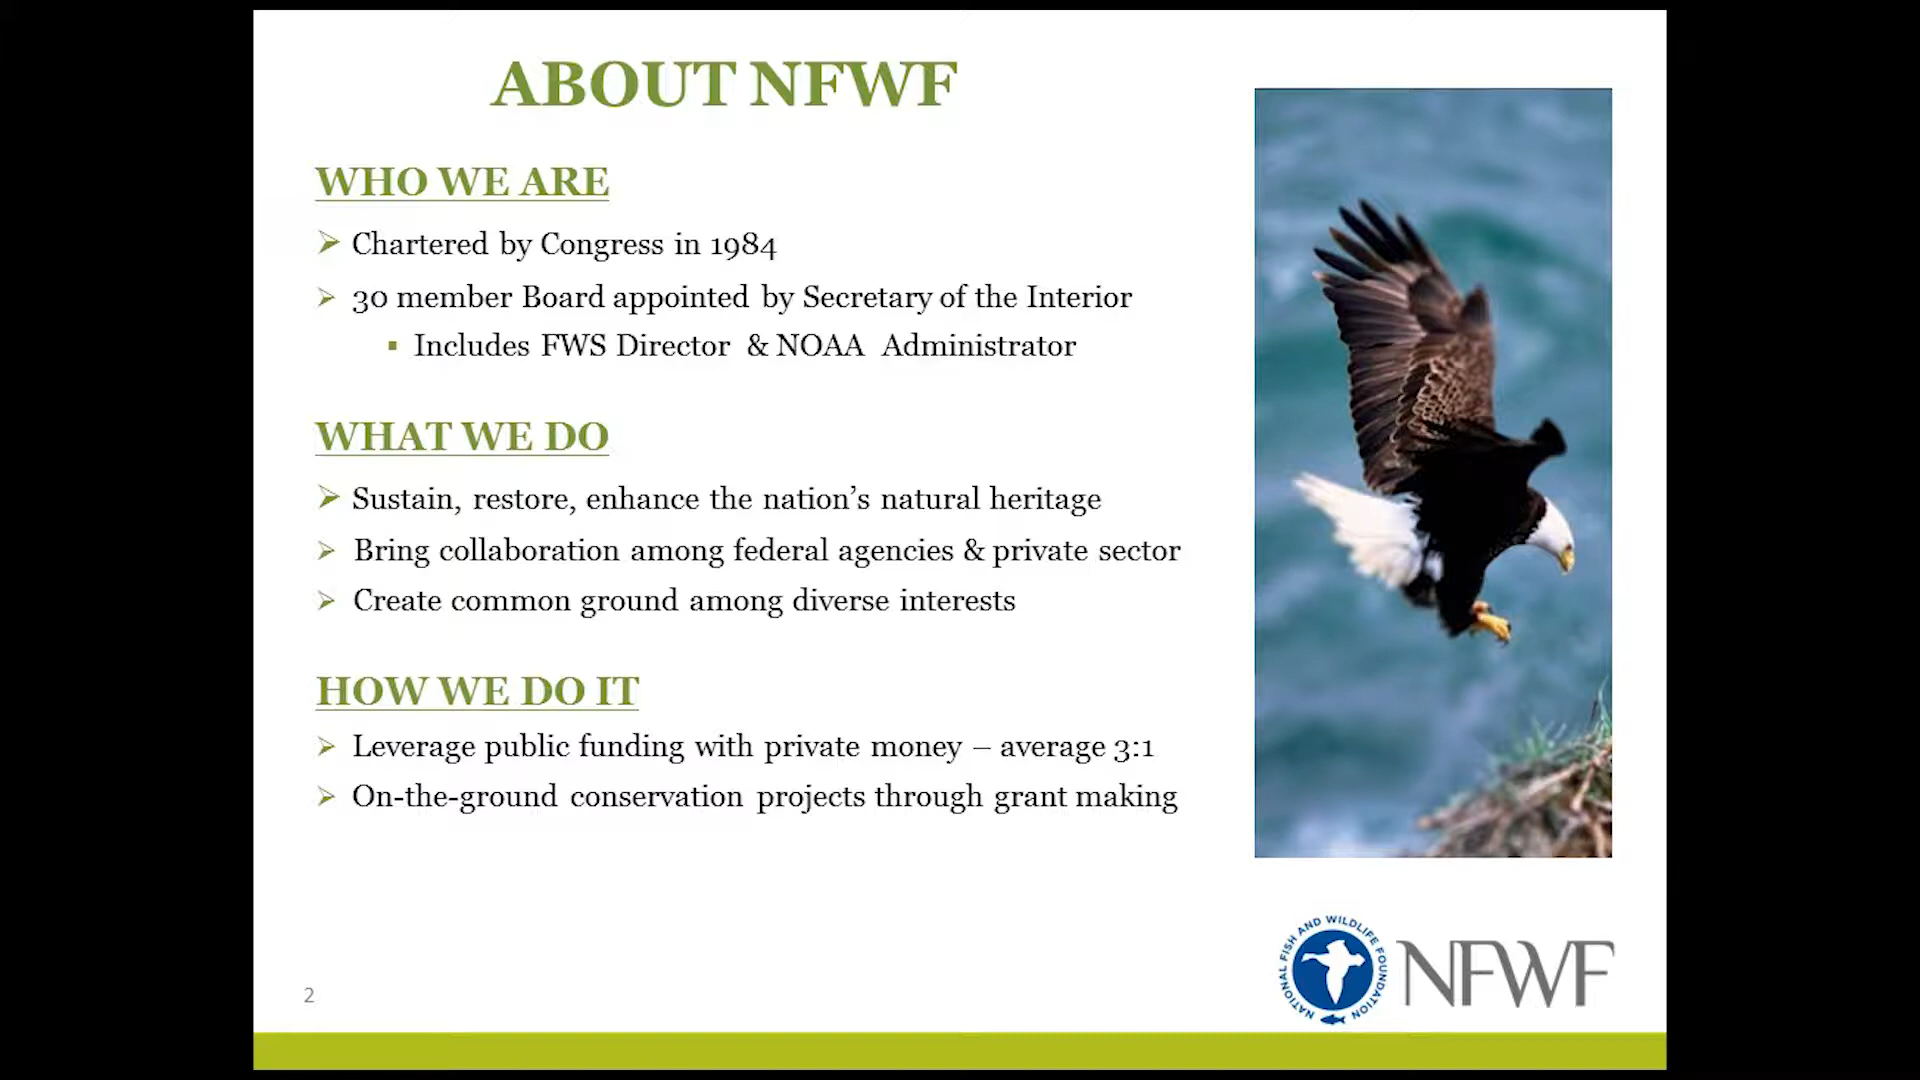 ABOUT NFWF
WHO WE ARE
Chartered by Congress in 1984
30 member Board appointed by Secretary of the Interior
Includes FWS Director & NOAA Administrator
WHAT WE DO
Sustain, restore, enhance the nation’s natural heritage
Bring collaboration among federal agencies & private sector
Create common ground among diverse interests
HOW WE DO IT
Leverage public funding with private money – average 3:1
On-the-ground conservation projects through grant making
NATIONAL FISH AND WILDLIFE FOUNDATION
NFWF
2